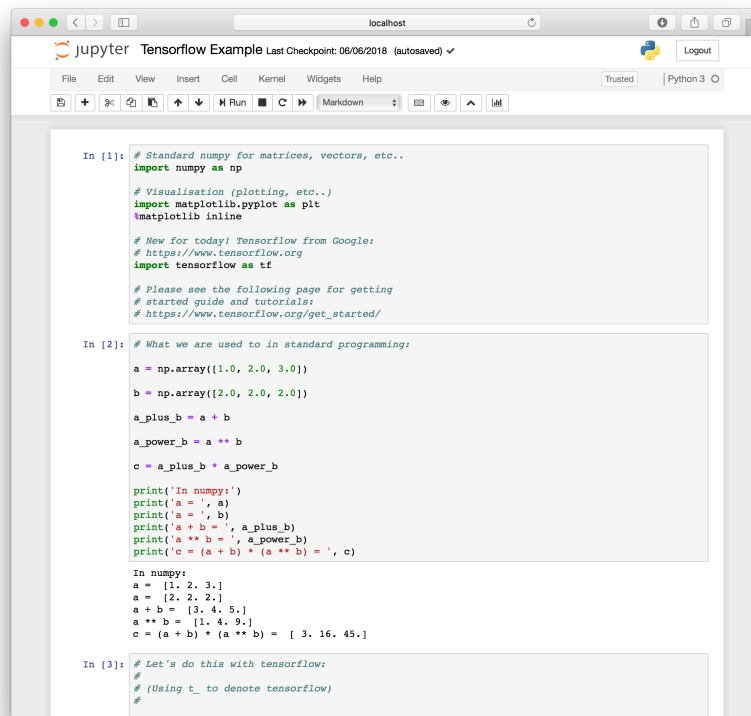 localhost
jupyter Tensorflow Example Last Checkpoint: 06/06/2018 (autosaved)
Logout
File Edit View Insert Cell Kernel Widgets Help Trusted Python 3
Run Markdown
In [1]: # Standard numpy for matrices, vectors, etc..
import numpy as np
# Visualisation (plotting, etc..)
import matplotlib.pyplot as plt
%matplotlib inline
# New for today! Tensorflow from Google:
# https://www.tensorflow.org
import tensorflow as tf
# Please see the following page for getting
# started guide and tutorials:
# https://www.tensorflow.org/get_started/
In [2]: # What we are used to in standard programming:
a = np.array([1.0, 2.0, 3.0])
b = np.array([2.0, 2.0, 2.0])
a_plus_b = a + b
a_power_b = a ** b
c = a_plus_b * a_power_b
print('In numpy:')
print('a = ', a)
print('a = ', b)
print('a + b = ', a_plus_b)
print('a ** b = ', a_power_b)
print('c = (a + b) * (a ** b) = ', c)
In numpy:
a =  [1. 2. 3.]
a =  [2. 2. 2.]
a + b =  [3. 4. 5.]
a ** b =  [1. 4. 9.]
c = (a + b) * (a ** b) =  [ 3. 16. 45.]
In [3]: # Let's do this with tensorflow:
#
# (Using t_ to denote tensorflow)
#